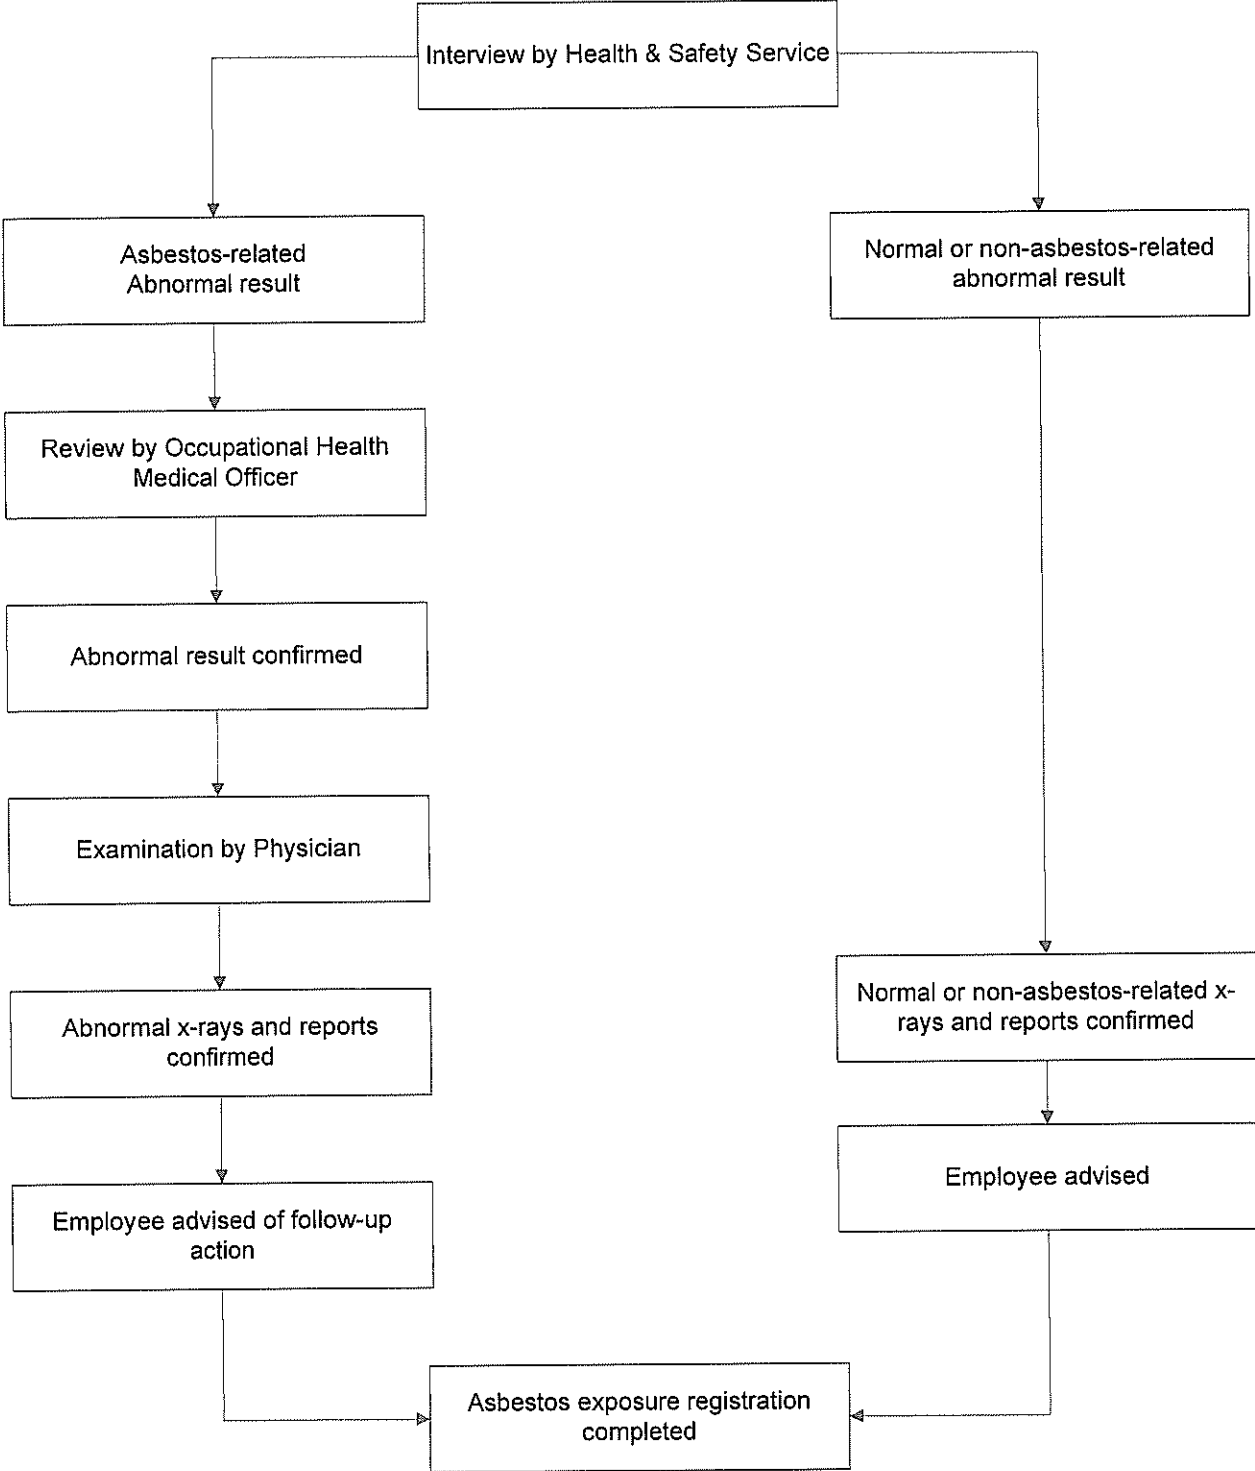 Interview by Health & Safety Service
Asbestos-related
Abnormal result
Normal or non-asbestos-related
abnormal result
Review by Occupational Health
Medical Officer
Abnormal result confirmed
Examination by Physician
Abnormal x-rays and reports
confirmed
Normal or non-asbestos-related x-
rays and reports confirmed
Employee advised of follow-up
action
Employee advised
Asbestos exposure registration
completed